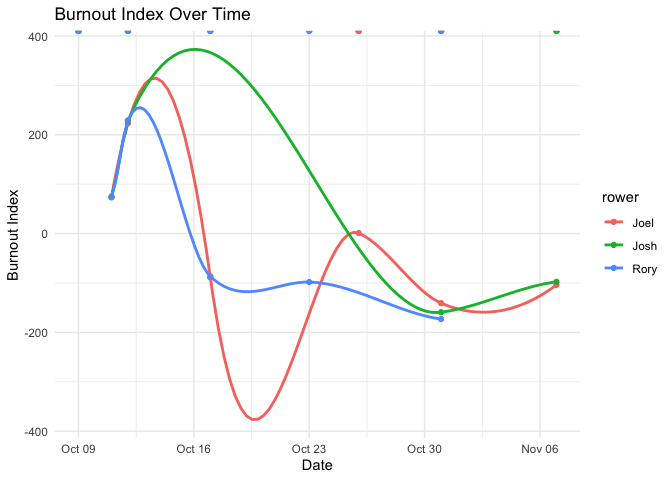 Burnout Index Over Time
400
200
0
-200
-400
Burnout Index
Oct 09
Oct 16
Oct 23
Oct 30
Nov 06
Date
rower
Joel
Josh
Rory